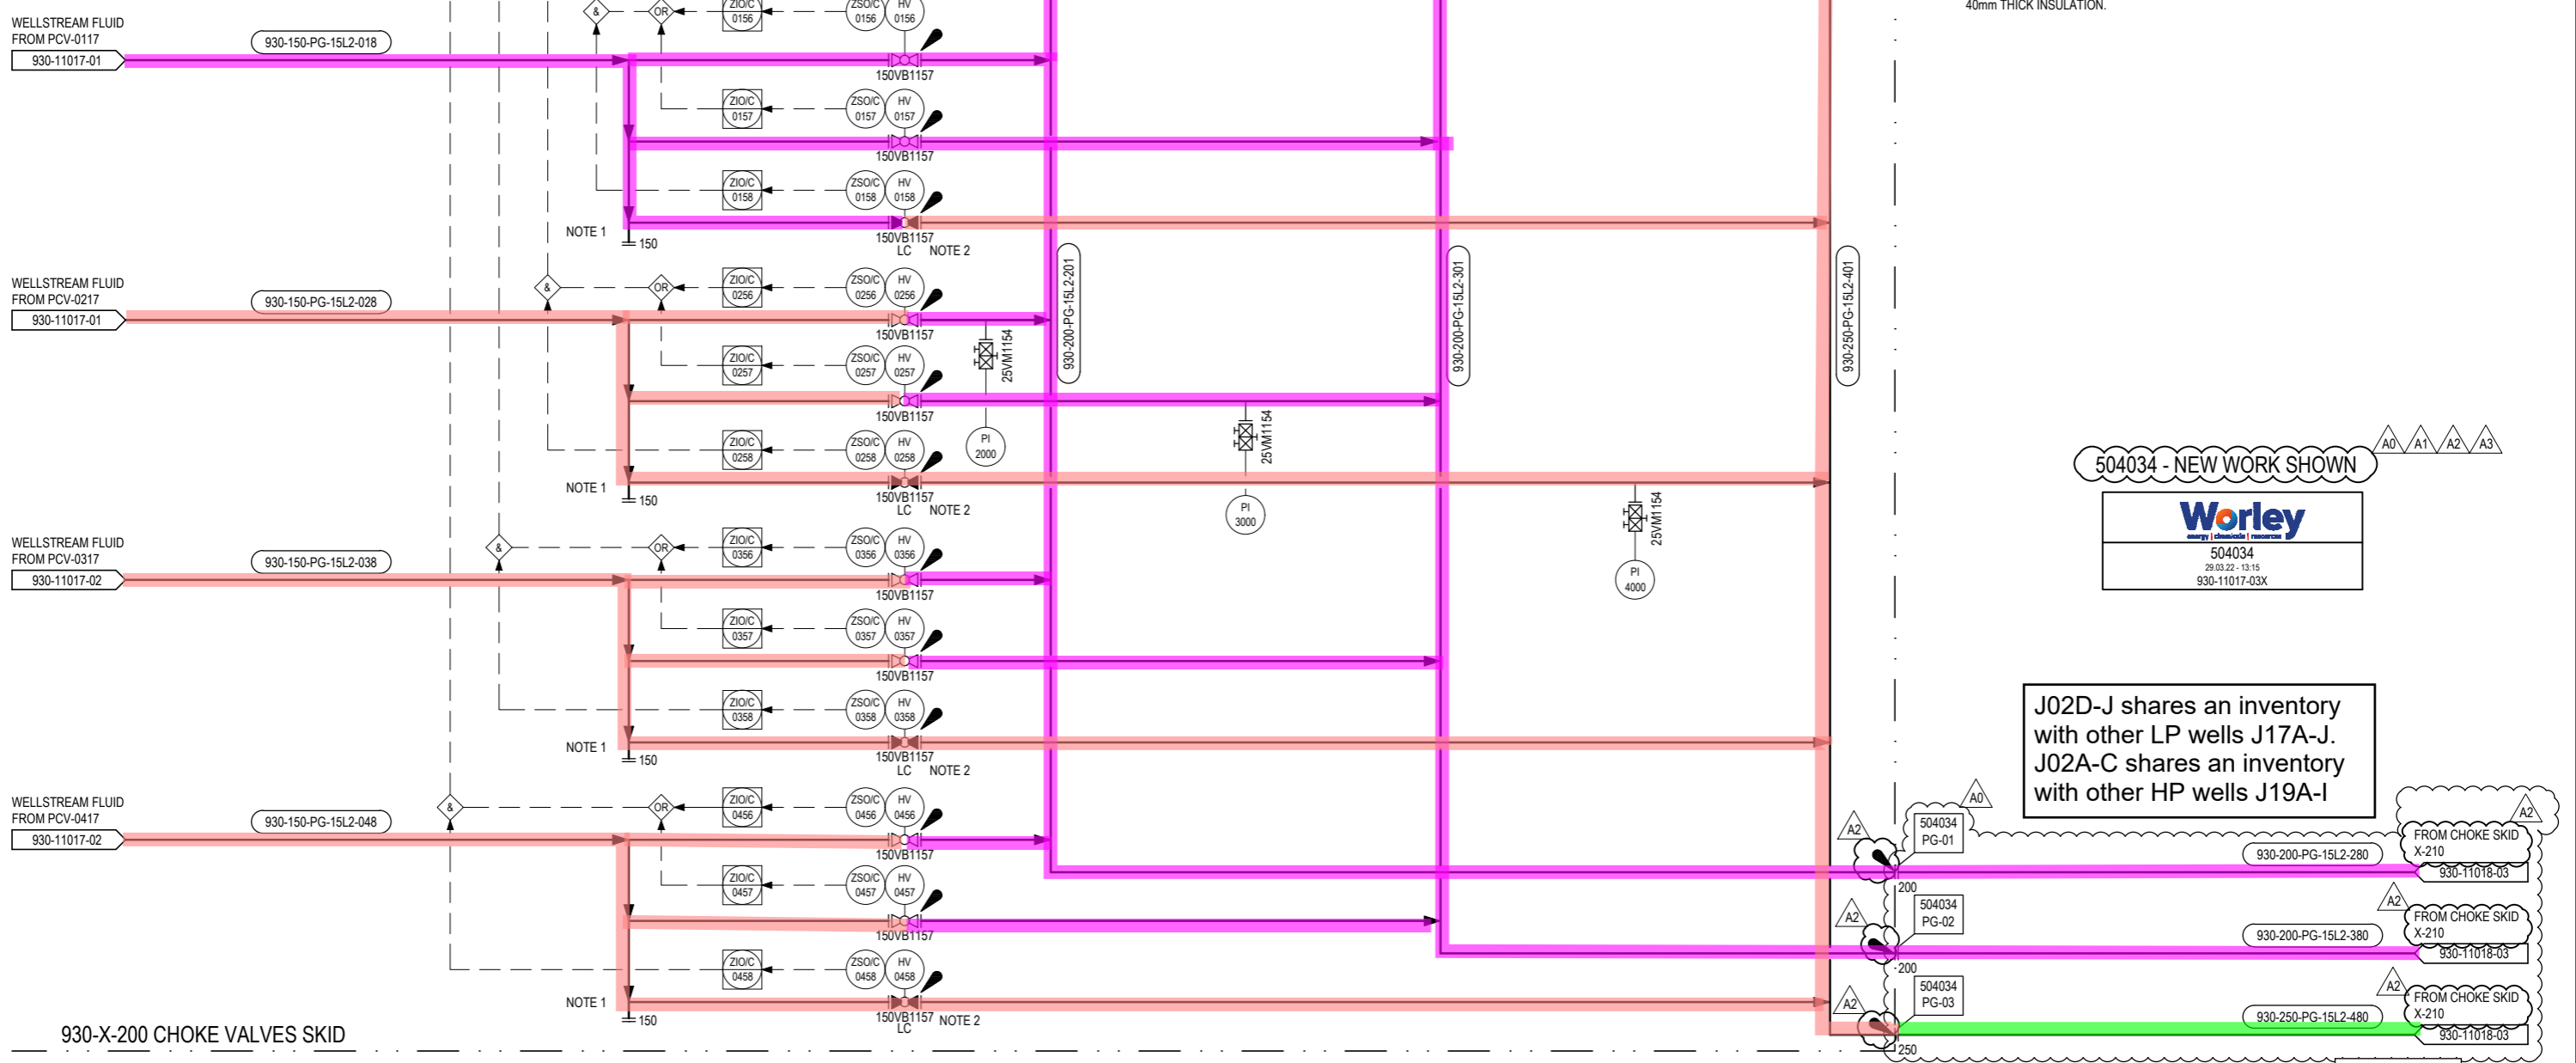 40mm THICK INSULATION.
WELLSTREAM FLUID
FROM PCV-0117
930-11017-01
930-150-PG-15L2-018
&
OR
ZIO/C
0156
ZSO/C
0156
HV
0156
150VB1157
ZIO/C
0157
ZSO/C
0157
HV
0157
150VB1157
ZIO/C
0158
ZSO/C
0158
HV
0158
NOTE 1
150
150VB1157
LC
NOTE 2
WELLSTREAM FLUID
FROM PCV-0217
930-11017-01
930-150-PG-15L2-028
&
OR
ZIO/C
0256
ZSO/C
0256
HV
0256
150VB1157
ZIO/C
0257
ZSO/C
0257
HV
0257
150VB1157
ZIO/C
0258
ZSO/C
0258
HV
0258
NOTE 1
150
150VB1157
LC
NOTE 2
25VM1154
PI
2000
25VM1154
PI
3000
25VM1154
PI
4000
930-200-PG-15L2-201
930-200-PG-15L2-301
930-250-PG-15L2-401
WELLSTREAM FLUID
FROM PCV-0317
930-11017-02
930-150-PG-15L2-038
&
OR
ZIO/C
0356
ZSO/C
0356
HV
0356
150VB1157
ZIO/C
0357
ZSO/C
0357
HV
0357
150VB1157
ZIO/C
0358
ZSO/C
0358
HV
0358
NOTE 1
150
150VB1157
LC
NOTE 2
WELLSTREAM FLUID
FROM PCV-0417
930-11017-02
930-150-PG-15L2-048
&
OR
ZIO/C
0456
ZSO/C
0456
HV
0456
150VB1157
ZIO/C
0457
ZSO/C
0457
HV
0457
150VB1157
ZIO/C
0458
ZSO/C
0458
HV
0458
NOTE 1
150
150VB1157
LC
NOTE 2
930-X-200 CHOKE VALVES SKID
A0
A1
A2
A3
504034 - NEW WORK SHOWN
Worley
energy | chemicals | resources
504034
29.03.22 - 13:15
930-11017-03X
J02D-J shares an inventory
with other LP wells J17A-J.
J02A-C shares an inventory
with other HP wells J19A-I
A0
A2
504034
PG-01
200
930-200-PG-15L2-280
A2
FROM CHOKE SKID
X-210
930-11018-03
A2
504034
PG-02
200
930-200-PG-15L2-380
A2
FROM CHOKE SKID
X-210
930-11018-03
A2
504034
PG-03
250
930-250-PG-15L2-480
A2
FROM CHOKE SKID
X-210
930-11018-03